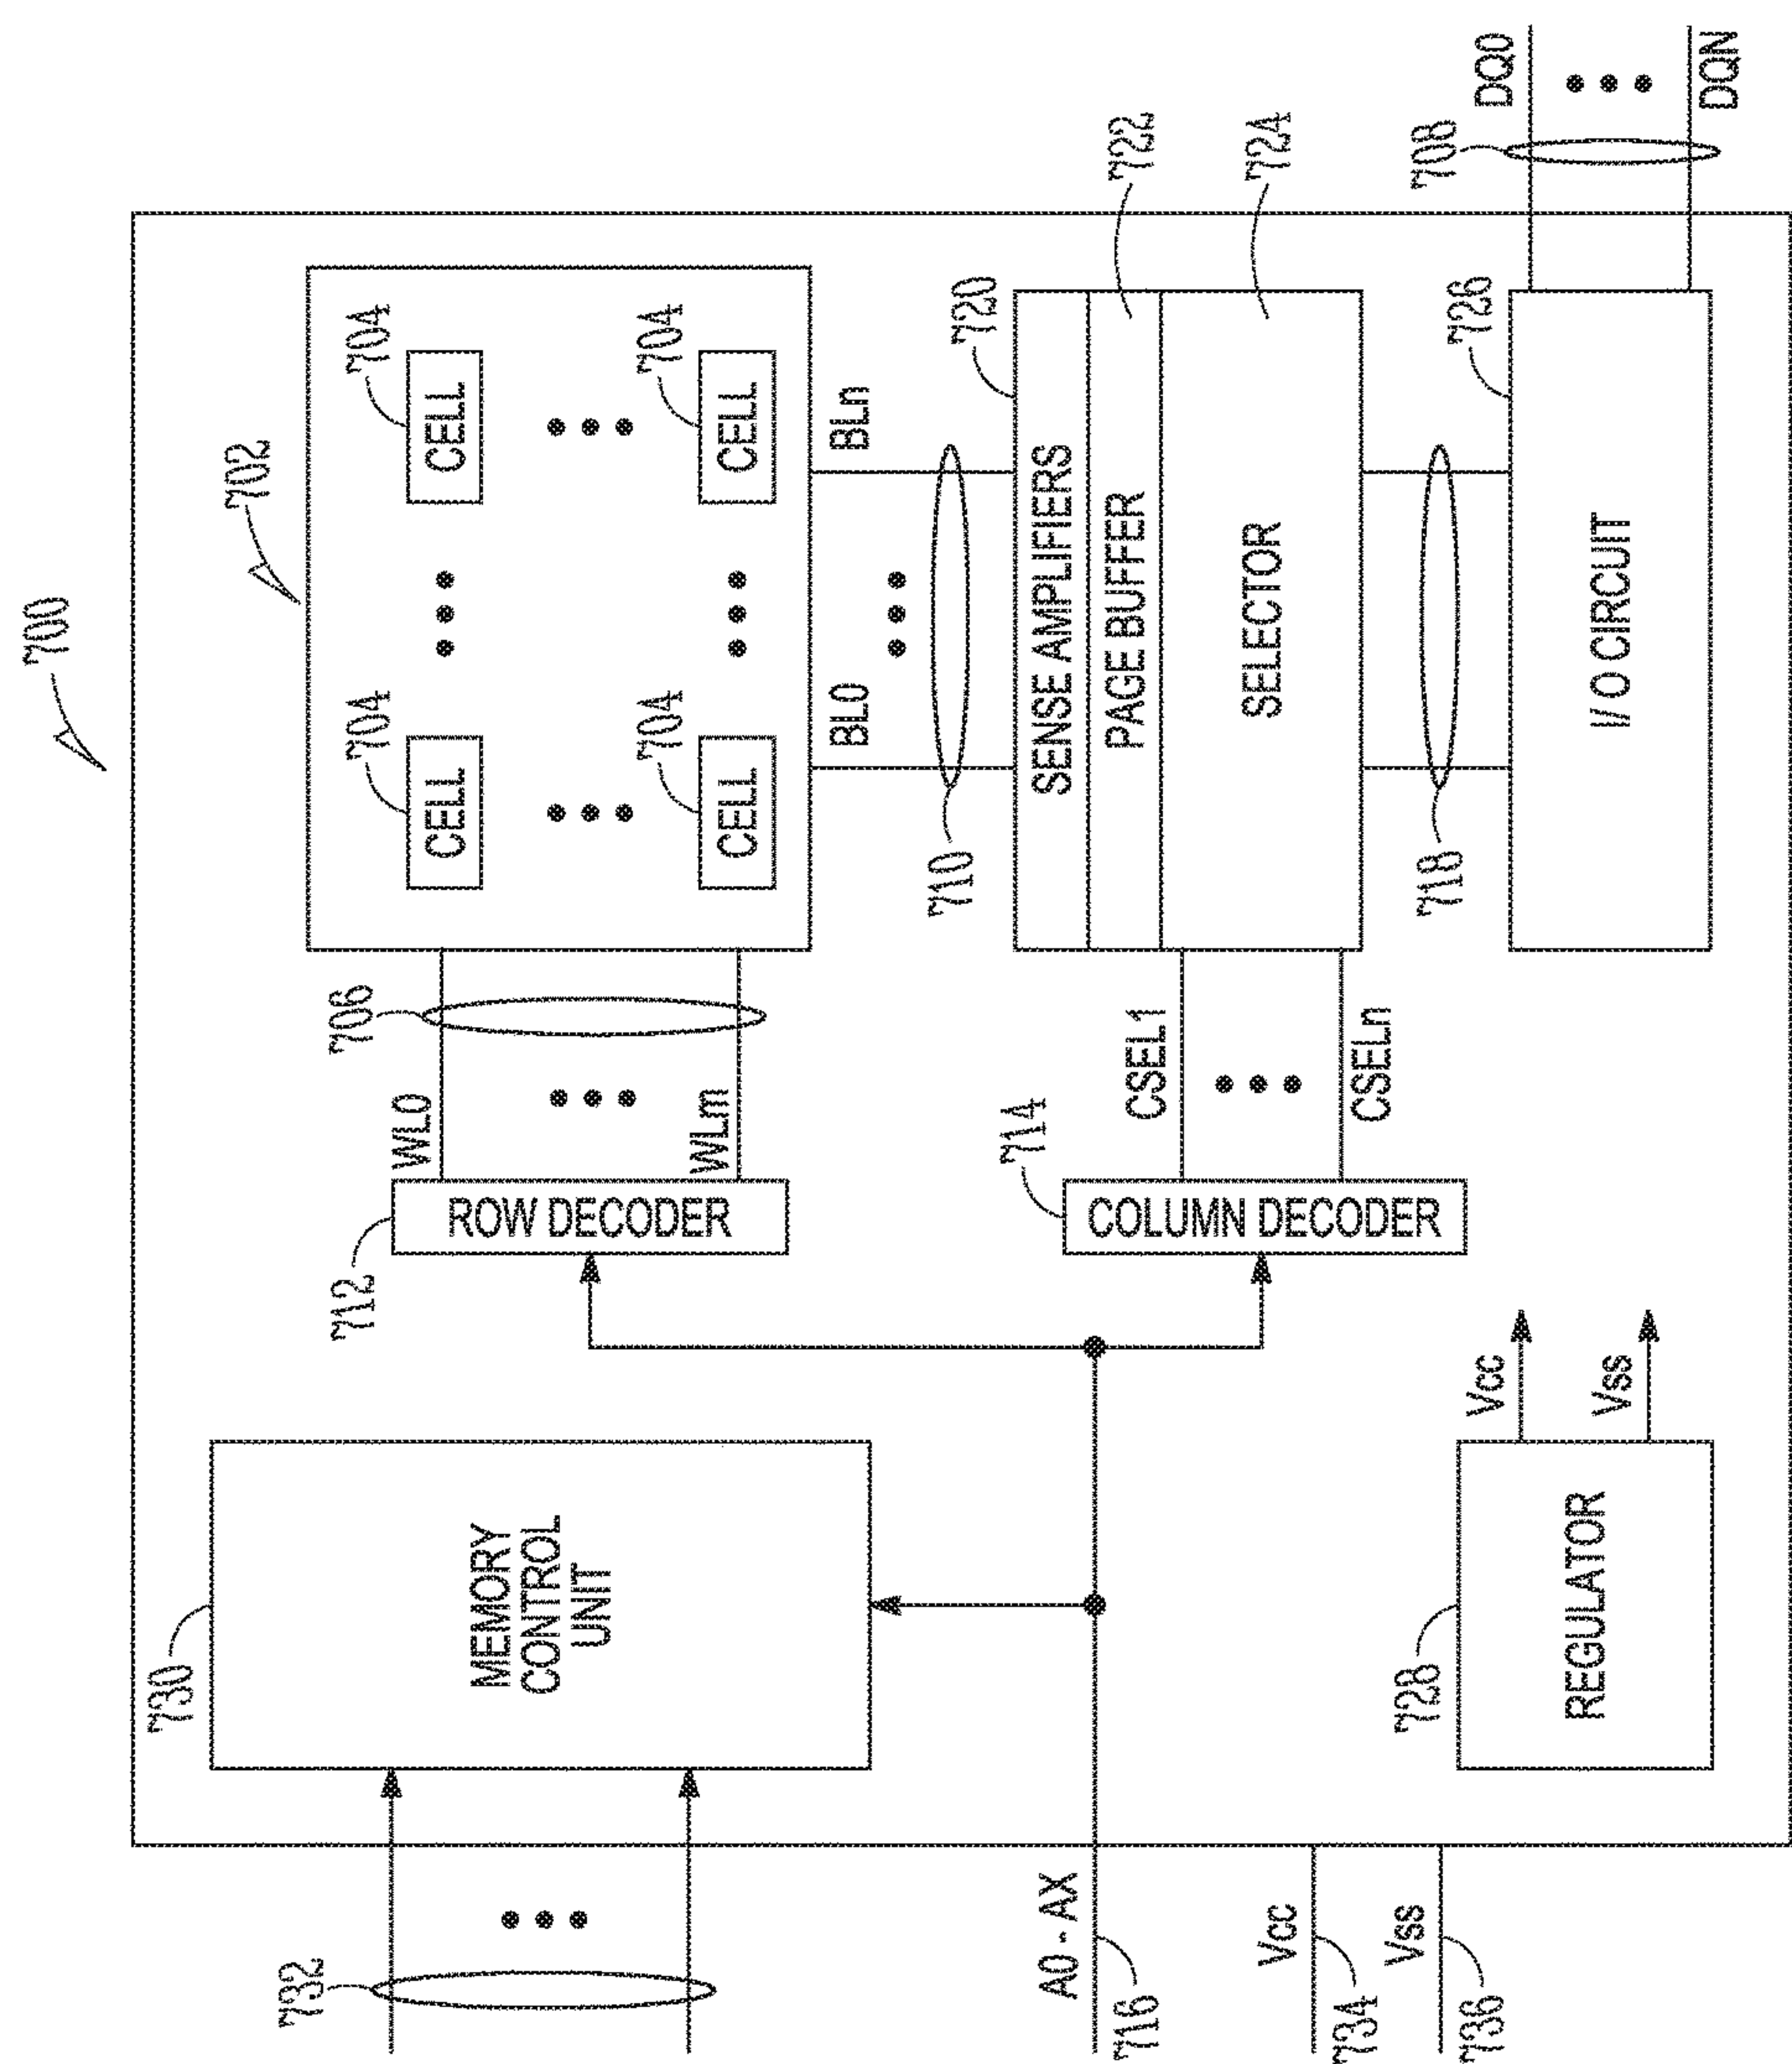 700
702
704
CELL
704
CELL
704
CELL
704
CELL
730
MEMORY
CONTROL
UNIT
732
712
ROW DECODER
WL0
WLm
706
BL0
BLn
710
720
SENSE AMPLIFIERS
PAGE BUFFER
722
SELECTOR
724
714
COLUMN DECODER
CSEL1
CSELn
A0 - AX
716
718
Vcc
734
Vss
736
728
REGULATOR
Vcc
Vss
726
I/O CIRCUIT
708
DQ0
DQN